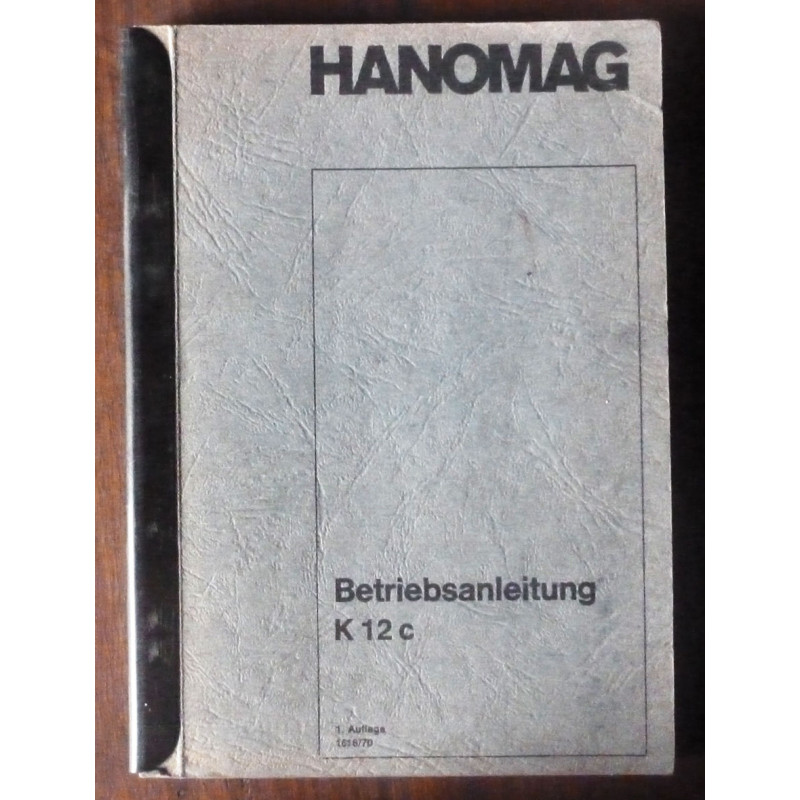 HANOMAG
Betriebsanleitung
K 12 c
1. Auflage